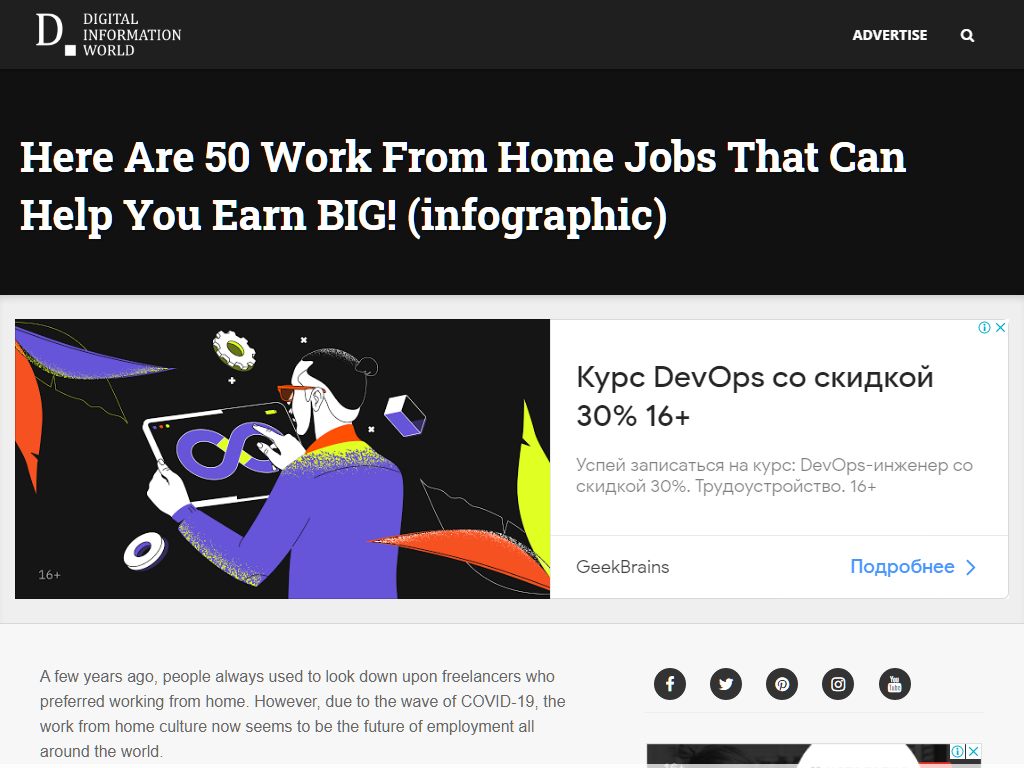 DIGITAL
INFORMATION
WORLD
D.
ADVERTISE
Here Are 50 Work From Home Jobs That Can
Help You Earn BIG! (infographic)
16+
Курс DevOps со скидкой
30% 16+
Успей записаться на курс: DevOps-инженер со
скидкой 30%. Трудоустройство. 16+
GeekBrains
Подробнее
A few years ago, people always used to look down upon freelancers who
preferred working from home. However, due to the wave of COVID-19, the
work from home culture now seems to be the future of employment all
around the world.
You
Tube